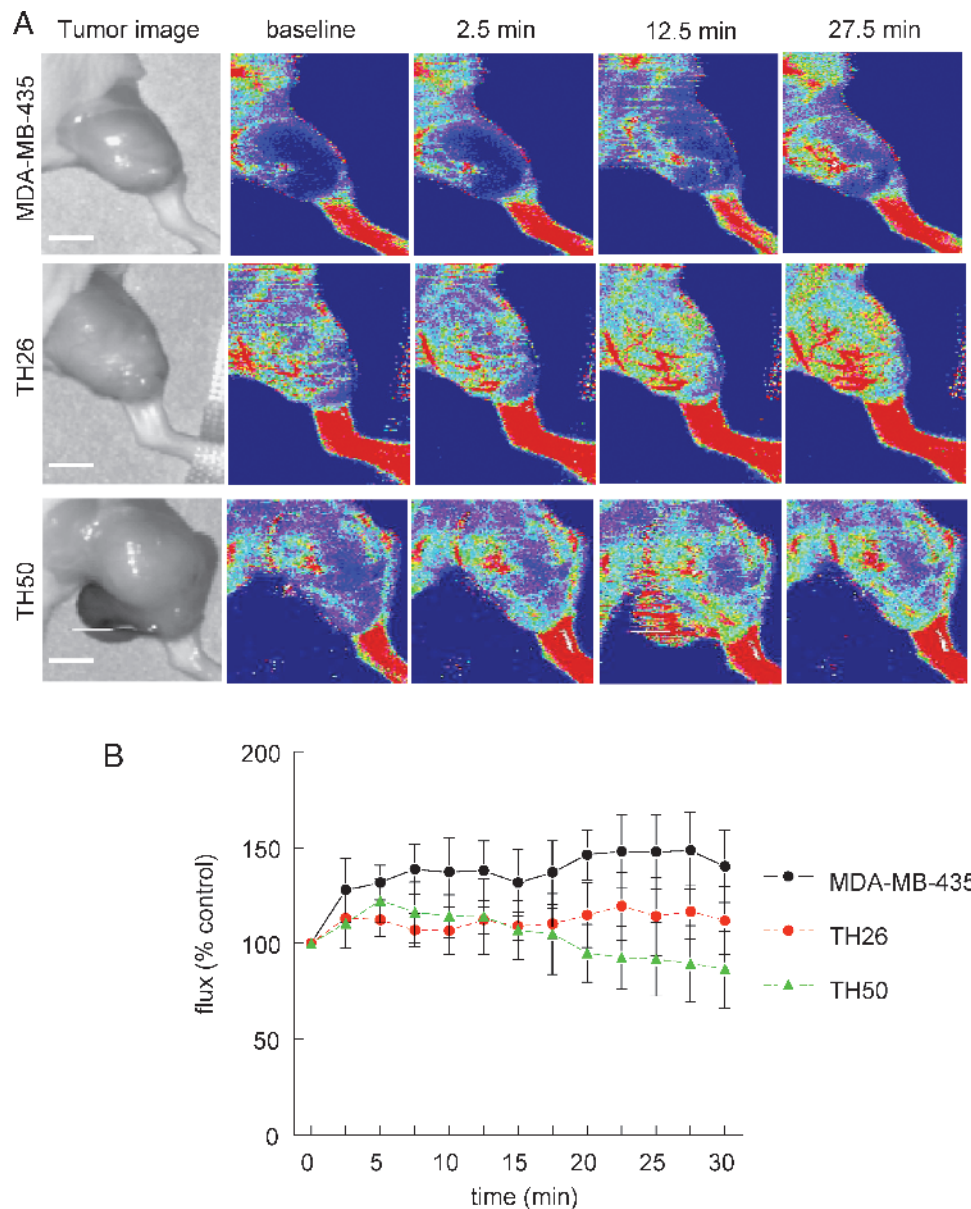 A Tumor image baseline 2.5 min 12.5 min 27.5 min
MDA-MB-435
TH26
TH50
B
200
150
100
50
0
flux (% control)
0 5 10 15 20 25 30
time (min)
MDA-MB-435
TH26
TH50